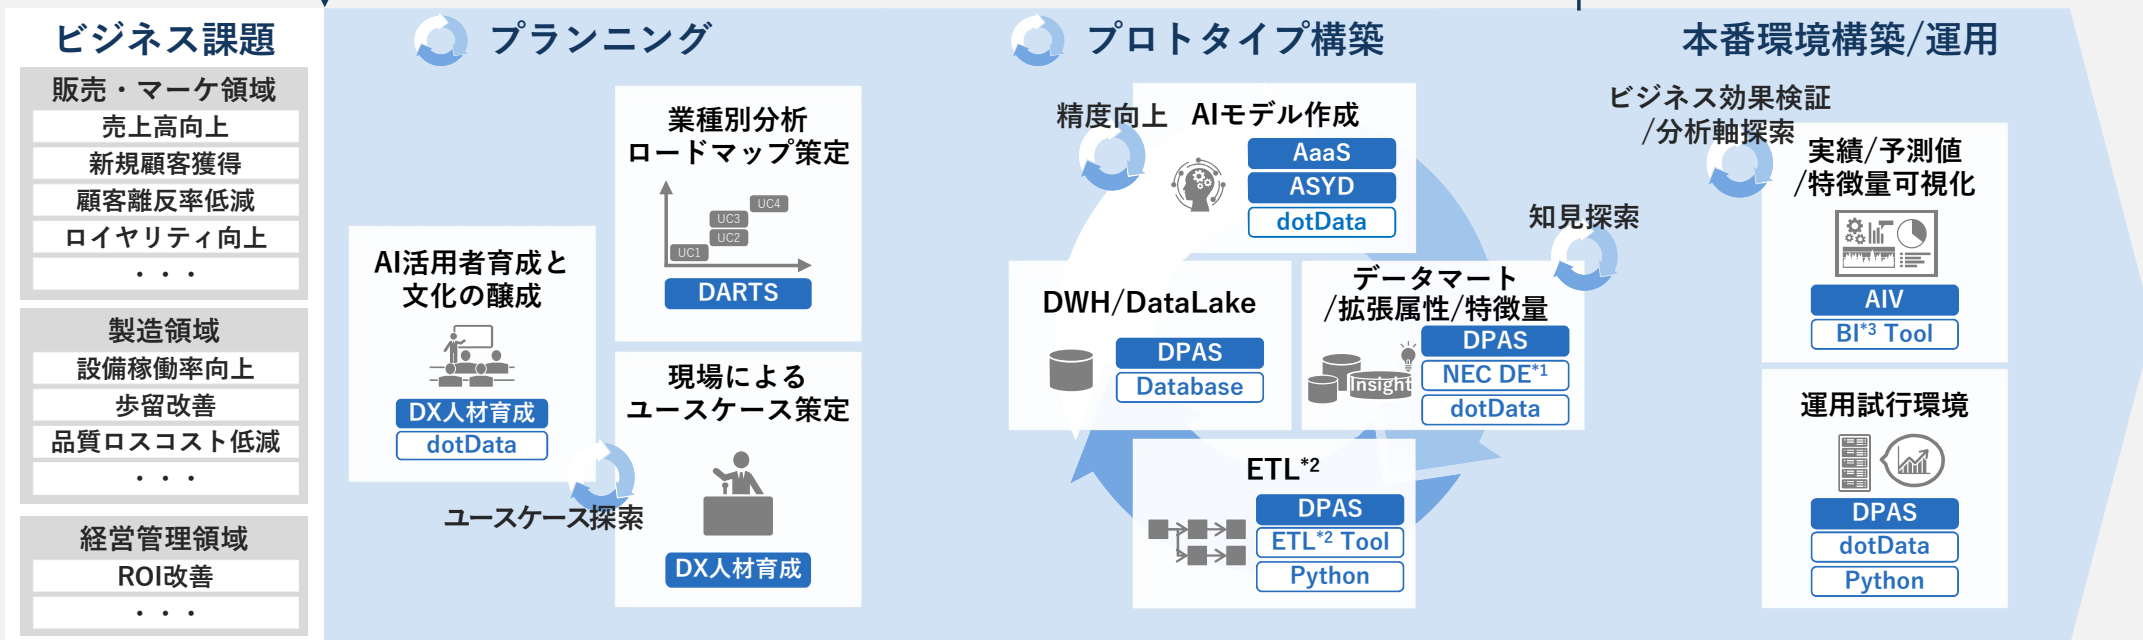 ビジネス課題
販売・マーケ領域
売上高向上
新規顧客獲得
顧客離反率低減
ロイヤリティ向上
・・・
製造領域
設備稼働率向上
歩留改善
品質ロスコスト低減
・・・
経営管理領域
ROI改善
・・・
プランニング
AI活用者育成と
文化の醸成
DX人材育成
dotData
業種別分析
ロードマップ策定
UC4
UC3
UC2
UC1
DARTS
ユースケース探索
現場による
ユースケース策定
DX人材育成
プロトタイプ構築
精度向上
AIモデル作成
AaaS
ASYD
dotData
DWH/DataLake
DPAS
Database
知見探索
データマート
/拡張属性/特徴量
Insight
DPAS
NEC DE*1
dotData
ETL*2
DPAS
ETL*2 Tool
Python
本番環境構築/運用
ビジネス効果検証
/分析軸探索
実績/予測値
/特徴量可視化
AIV
BI*3 Tool
運用試行環境
DPAS
dotData
Python